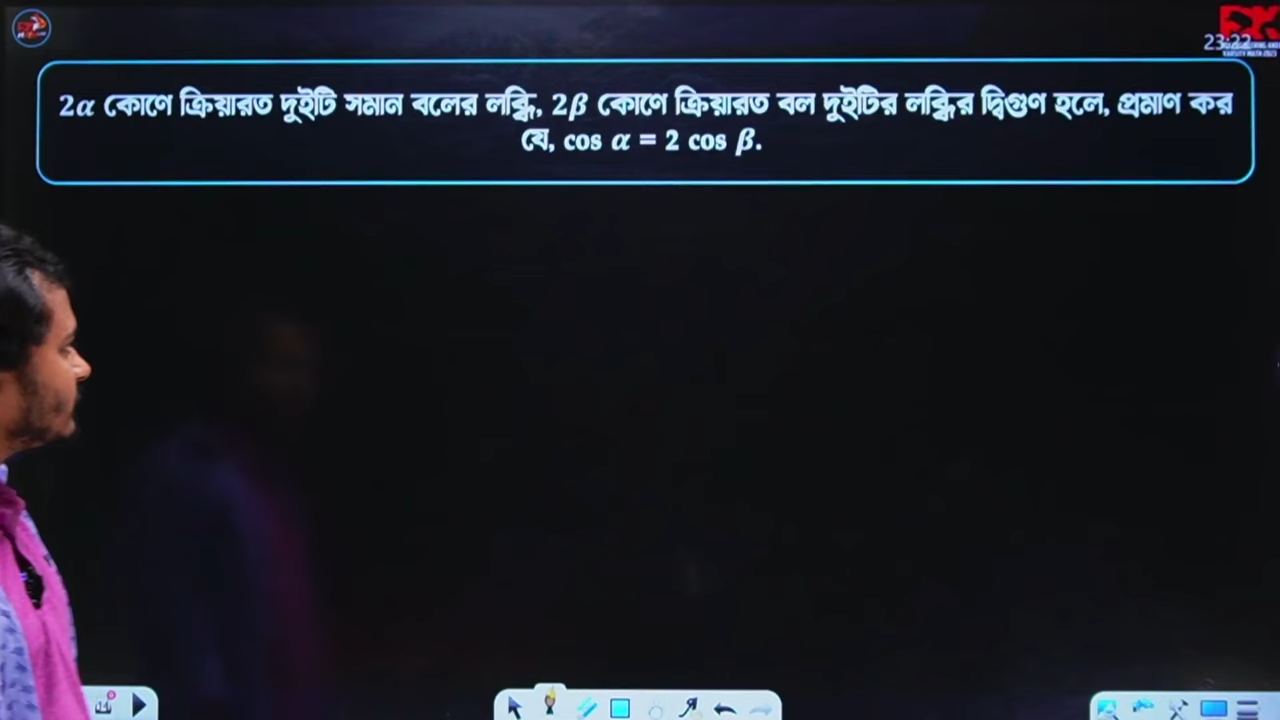 23:22
2α কোণে ক্রিয়ারত দুইটি সমান বলের লব্ধি, 2β কোণে ক্রিয়ারত বল দুইটির লব্ধির দ্বিগুণ হলে, প্রমাণ কর
যে, cos α = 2 cos β.